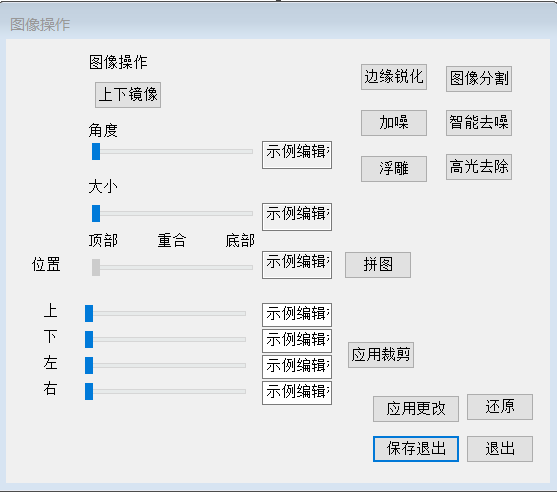 图像操作
图像操作
边缘锐化
图像分割
上下镜像
加噪
智能去噪
角度
示例编辑
浮雕
高光去除
大小
示例编辑
顶部 重合 底部
位置
示例编辑
拼图
上
示例编辑
下
示例编辑
应用裁剪
左
示例编辑
右
示例编辑
应用更改
还原
保存退出
退出